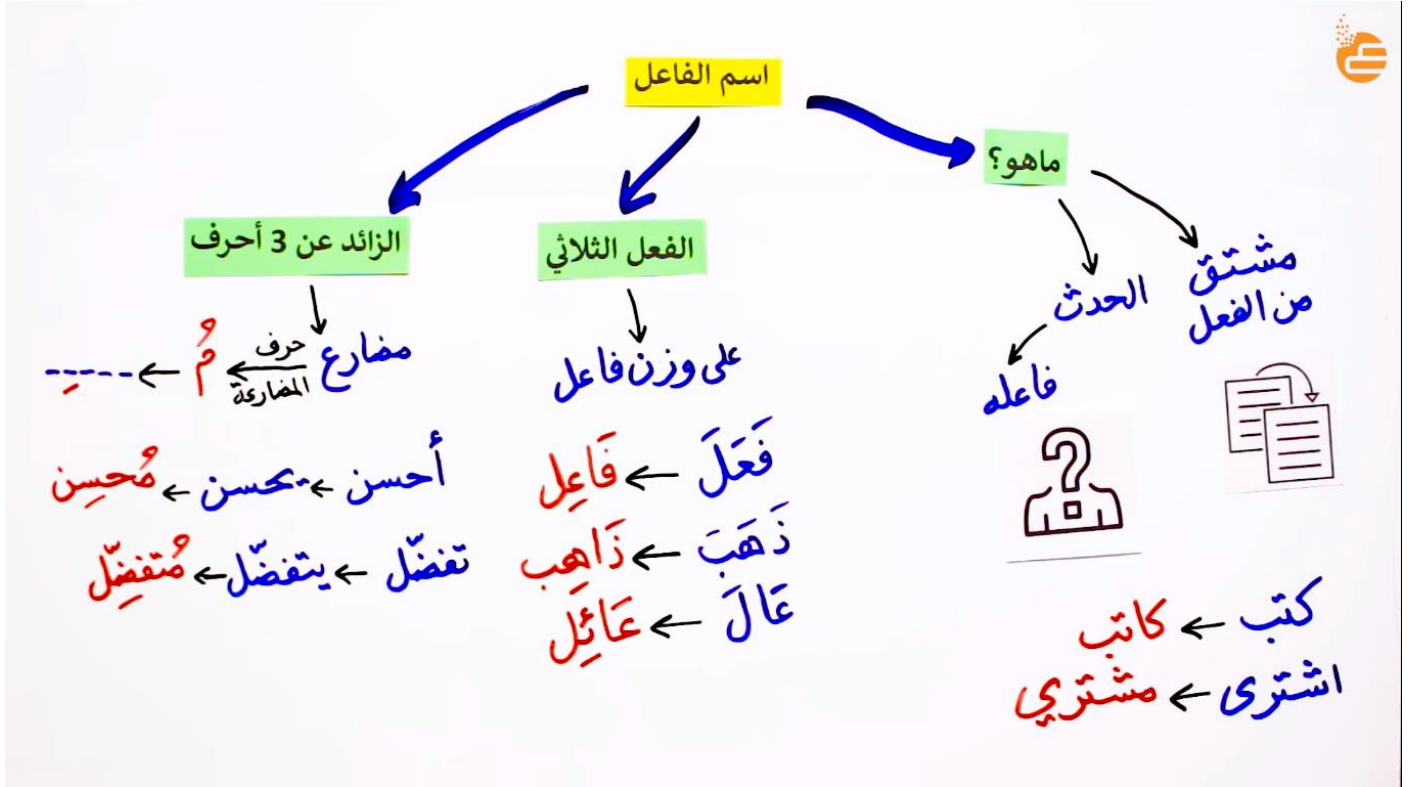 اسم الفاعل
ماهو؟
مشتق
من الفعل
الحدث
فاعله
كتب ← كاتب
اشترى ← مشتري
الفعل الثلاثي
على وزن فاعل
فَعَلَ ← فَاعِل
ذَهَبَ ← ذَاهِب
عَالَ ← عَائِل
الزائد عن 3 أحرف
مضارع ← حرف المضارعة ← مُ ← -----ِ
أحسن ← يحسن ← مُحسِن
تفضّل ← يتفضّل ← مُتفضِّل